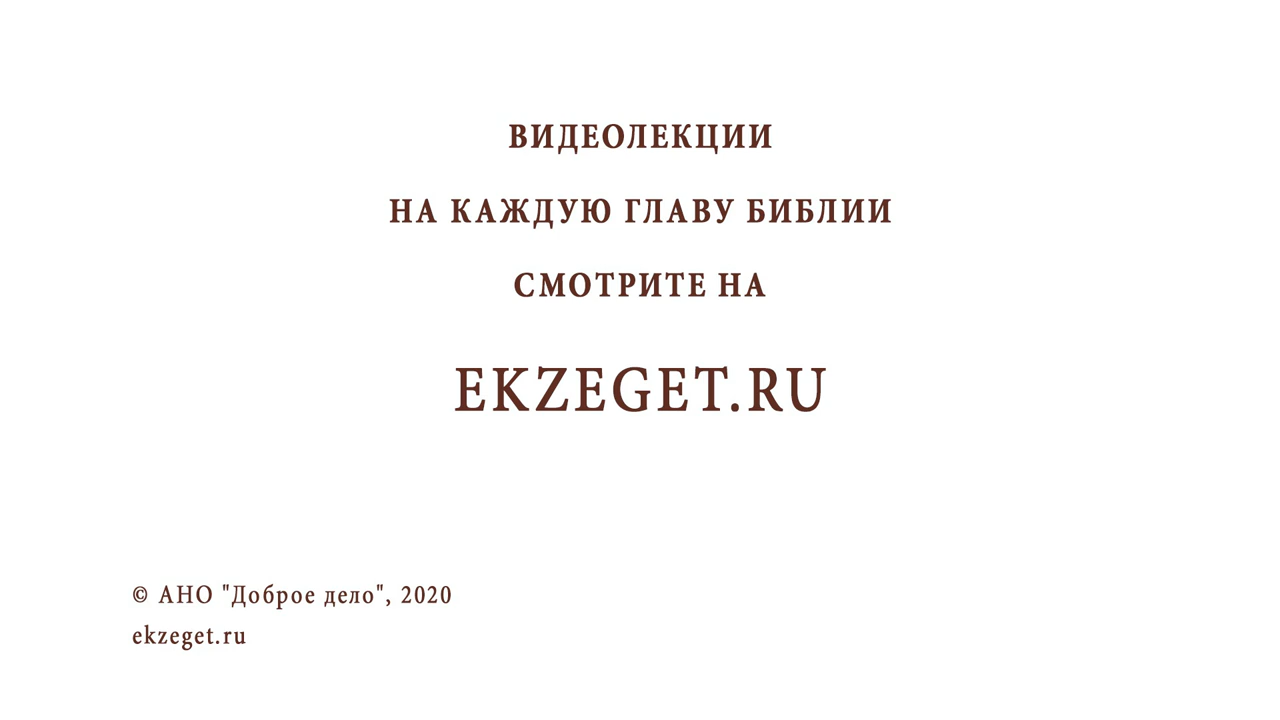 ВИДЕОЛЕКЦИИ
НА КАЖДУЮ ГЛАВУ БИБЛИИ
СМОТРИТЕ НА
EKZEGET.RU
© АНО "Доброе дело", 2020
ekzeget.ru